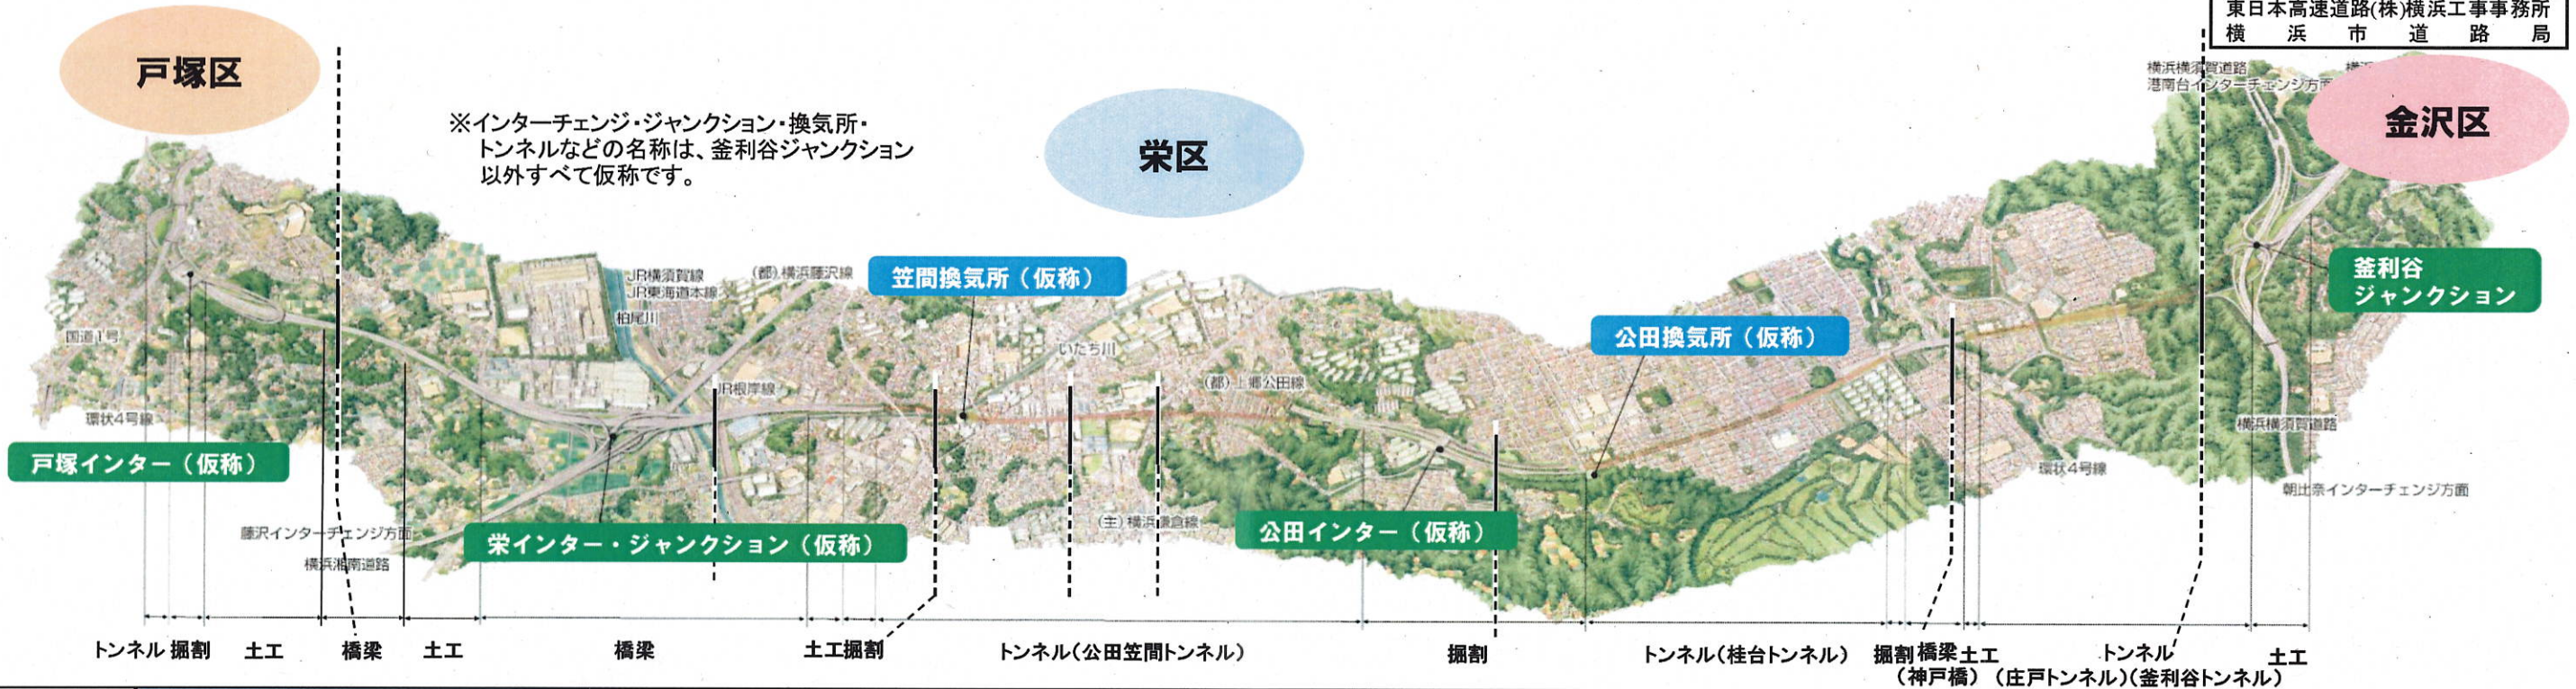 東日本高速道路(株)横浜工事事務所
横浜市道路局
戸塚区
栄区
金沢区
※インターチェンジ・ジャンクション・換気所・
トンネルなどの名称は、釜利谷ジャンクション
以外すべて仮称です。
横浜横須賀道路
港南台インターチェンジ方面
JR横須賀線
JR東海道本線
柏尾川
(都)横浜藤沢線
笠間換気所(仮称)
釜利谷
ジャンクション
国道1号
いたち川
公田換気所(仮称)
JR根岸線
(都)上郷公田線
環状4号線
戸塚インター(仮称)
横浜横須賀道路
環状4号線
朝比奈インターチェンジ方面
藤沢インターチェンジ方面
横浜湘南道路
栄インター・ジャンクション(仮称)
(主)横浜鎌倉線
公田インター(仮称)
トンネル 掘割 土工 橋梁 土工 橋梁 土工掘割 トンネル(公田笠間トンネル) 掘割 トンネル(桂台トンネル) 掘割 橋梁 土工 トンネル 土工
(神戸橋) (庄戸トンネル)(釜利谷トンネル)